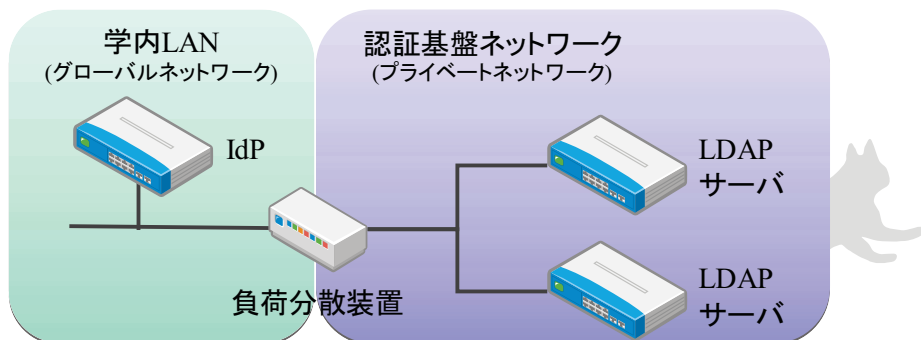 学内LAN
(グローバルネットワーク)
認証基盤ネットワーク
(プライベートネットワーク)
IdP
LDAP
サーバ
負荷分散装置
LDAP
サーバ